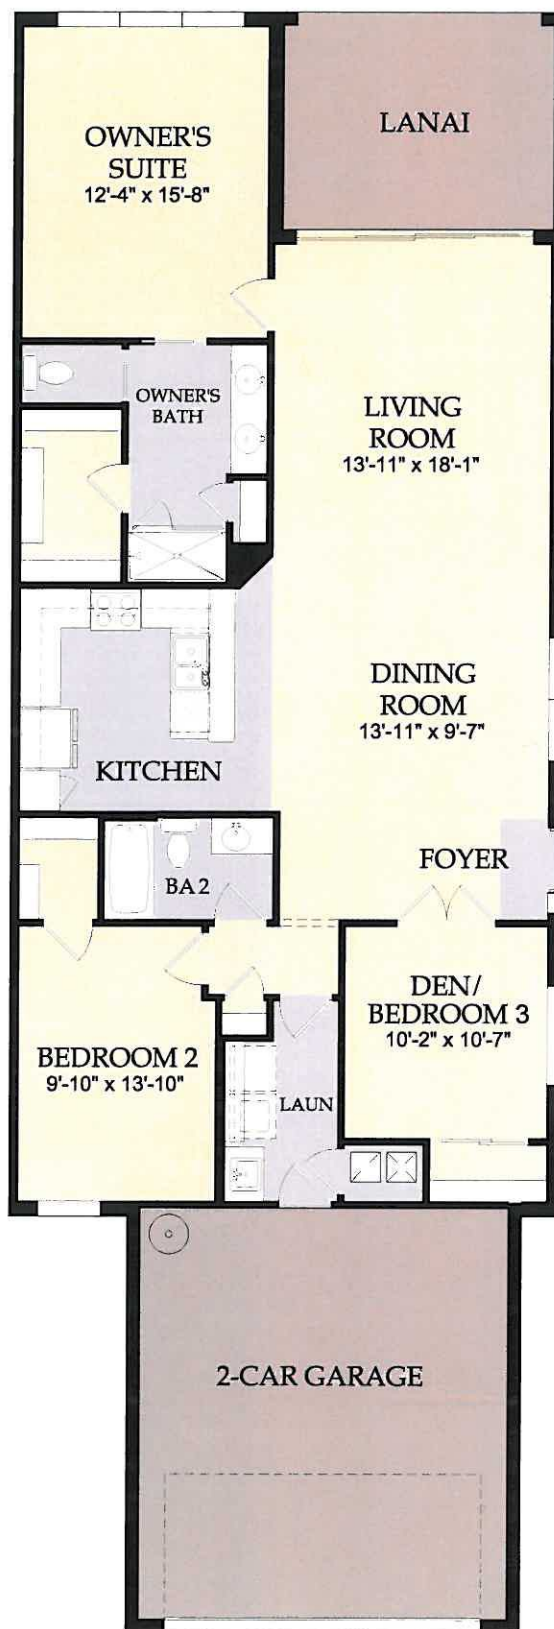 OWNER'S
SUITE
12'-4" x 15'-8"
LANAI
OWNER'S
BATH
LIVING
ROOM
13'-11" x 18'-1"
DINING
ROOM
13'-11" x 9'-7"
KITCHEN
FOYER
BA 2
DEN/
BEDROOM 3
10'-2" x 10'-7"
BEDROOM 2
9'-10" x 13'-10"
LAUN
2-CAR GARAGE